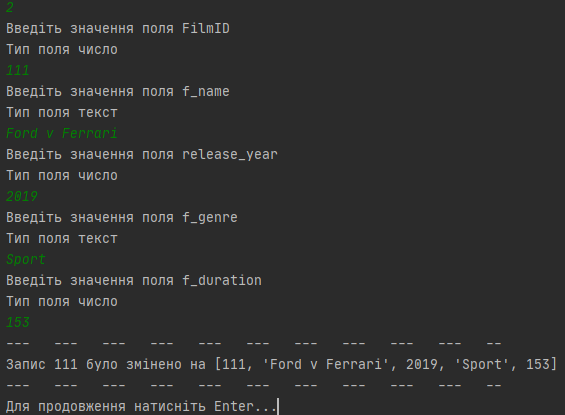 2
Введіть значення поля FilmID
Тип поля число
111
Введіть значення поля f_name
Тип поля текст
Ford v Ferrari
Введіть значення поля release_year
Тип поля число
2019
Введіть значення поля f_genre
Тип поля текст
Sport
Введіть значення поля f_duration
Тип поля число
153
---   ---   ---   ---   ---   ---   ---   ---   ---   ---   --
Запис 111 було змінено на [111, 'Ford v Ferrari', 2019, 'Sport', 153]
---   ---   ---   ---   ---   ---   ---   ---   ---   ---   --
Для продовження натисніть Enter...